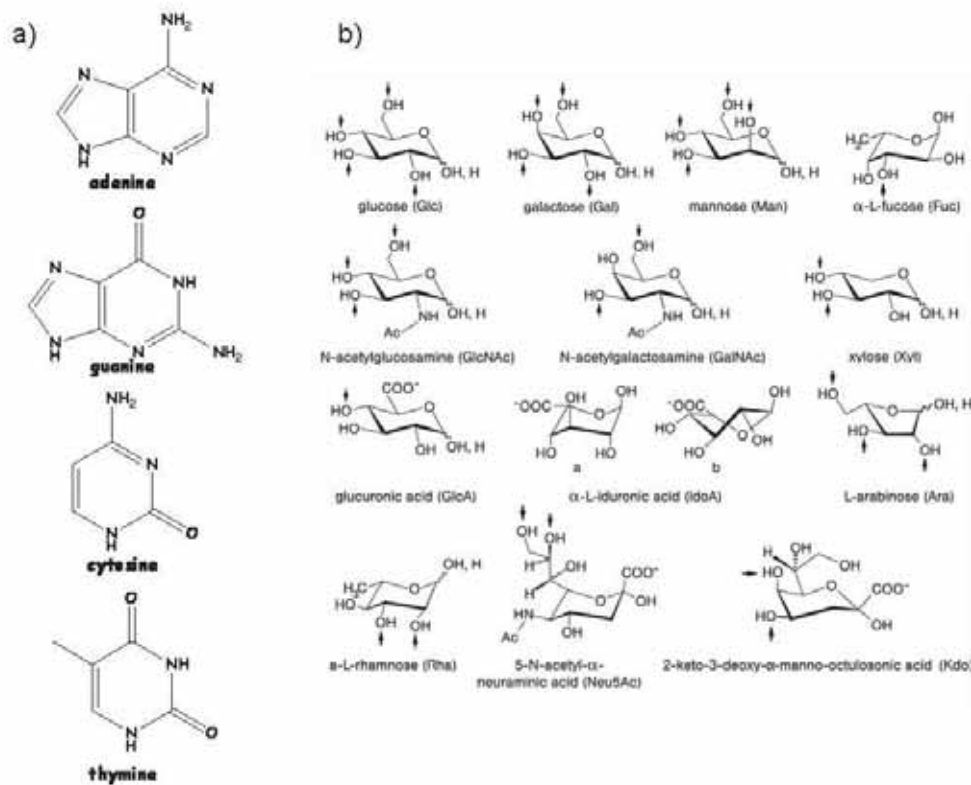 a)
NH₂
N
N
N
H
N
adenine
O
N
NH
N
H
N
NH₂
guanine
NH₂
N
N
H
O
cytosine
O
NH
N
H
O
thymine
b)
OH
HO
O
HO
OH
OH, H
glucose (Glc)
HO
OH
O
HO
OH
OH, H
galactose (Gal)
OH
HO
HO
O
HO
OH, H
mannose (Man)
OH
O
H₃C
OH
OH
HO
α-L-fucose (Fuc)
OH
HO
O
HO
NH
OH, H
Ac
N-acetylglucosamine (GlcNAc)
HO
OH
O
HO
NH
OH, H
Ac
N-acetylgalactosamine (GalNAc)
HO
O
HO
OH
OH, H
xylose (Xyl)
COO⁻
HO
O
HO
OH
OH, H
glucuronic acid (GlcA)
OH
⁻OOC
OH
O
HO
OH
a
⁻OOC
OH
HO
O
OH
HO
b
α-L-iduronic acid (IdoA)
HO
HO
O
OH, H
HO
OH
L-arabinose (Ara)
OH, H
H₃C
O
HO
OH
OH
a-L-rhamnose (Rha)
OH
HO
OH
H
OH
H
COO⁻
HN
O
OH
Ac
OH
5-N-acetyl-α-
neuraminic acid (Neu5Ac)
OH
H
OH
HO
O
COO⁻
HO
OH
2-keto-3-deoxy-α-manno-octulosonic acid (Kdo)